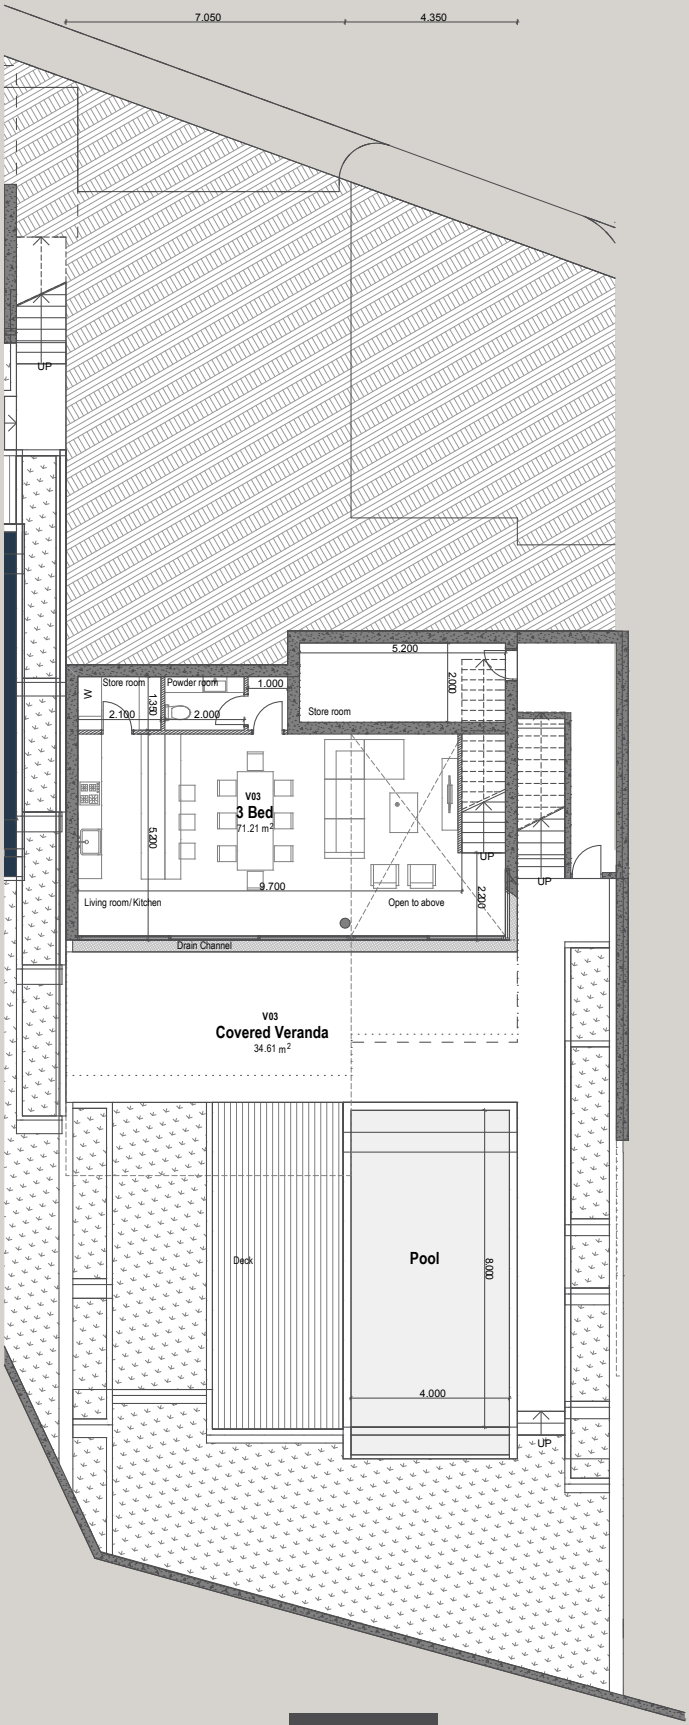 7.050 4.350
UP
5.200
Store room Powder room 1.000
W
2.000
1.350
2.100 2.000
Store room
V03
3 Bed
71.21 m2
5.200
UP
UP
9.700
2.200
Living room/ Kitchen Open to above
Drain Channel
V03
Covered Veranda
34.61 m2
Deck
Pool
8.000
4.000
UP